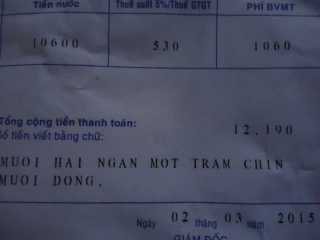 Tiền nước Thuế suất 5%/Thuế GTGT PHÍ BVMT
10600 530 1060
Tổng cộng tiền thanh toán: 12.190
Số tiền viết bằng chữ:
MUOI HAI NGAN MOT TRAM CHIN
MUOI DONG.
Ngày 02 tháng 03 năm 2015
GIÁM ĐỐC